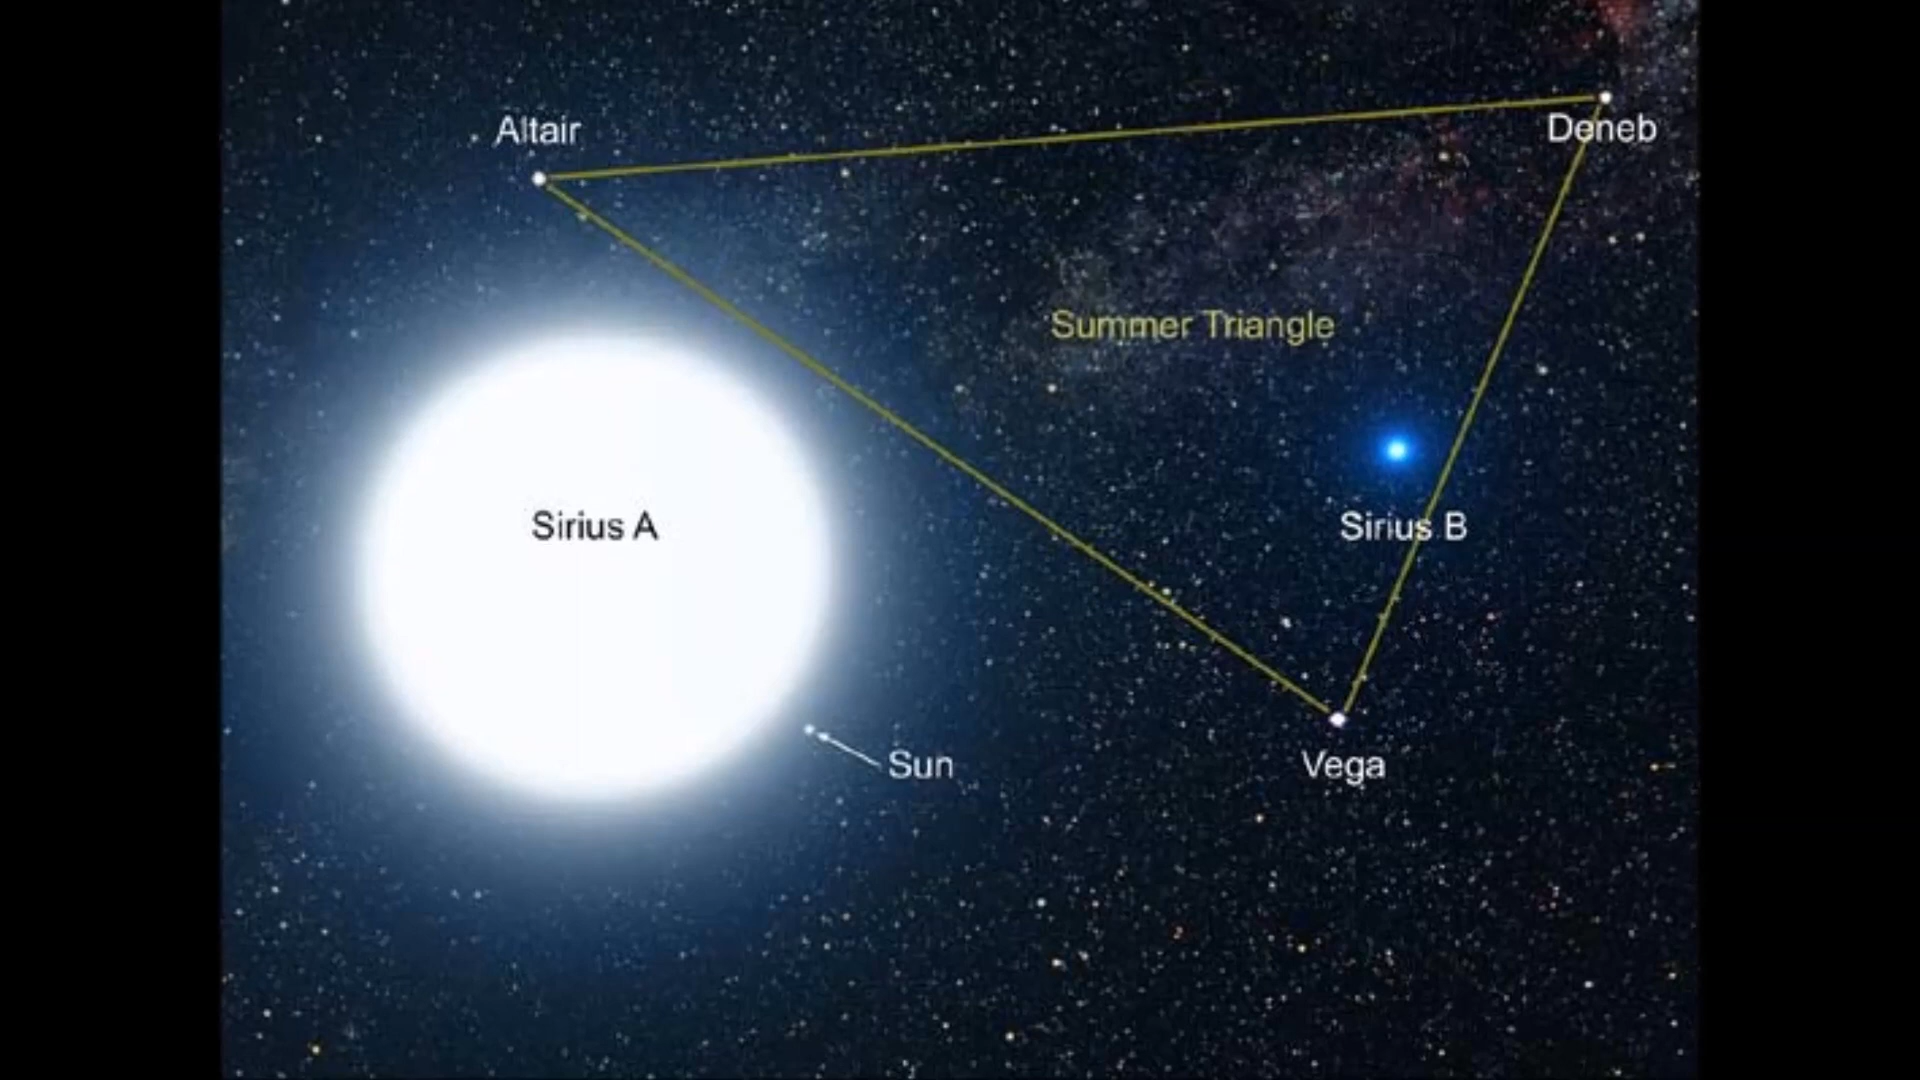 Altair
Deneb
Summer Triangle
Sirius A
Sirius B
Sun
Vega